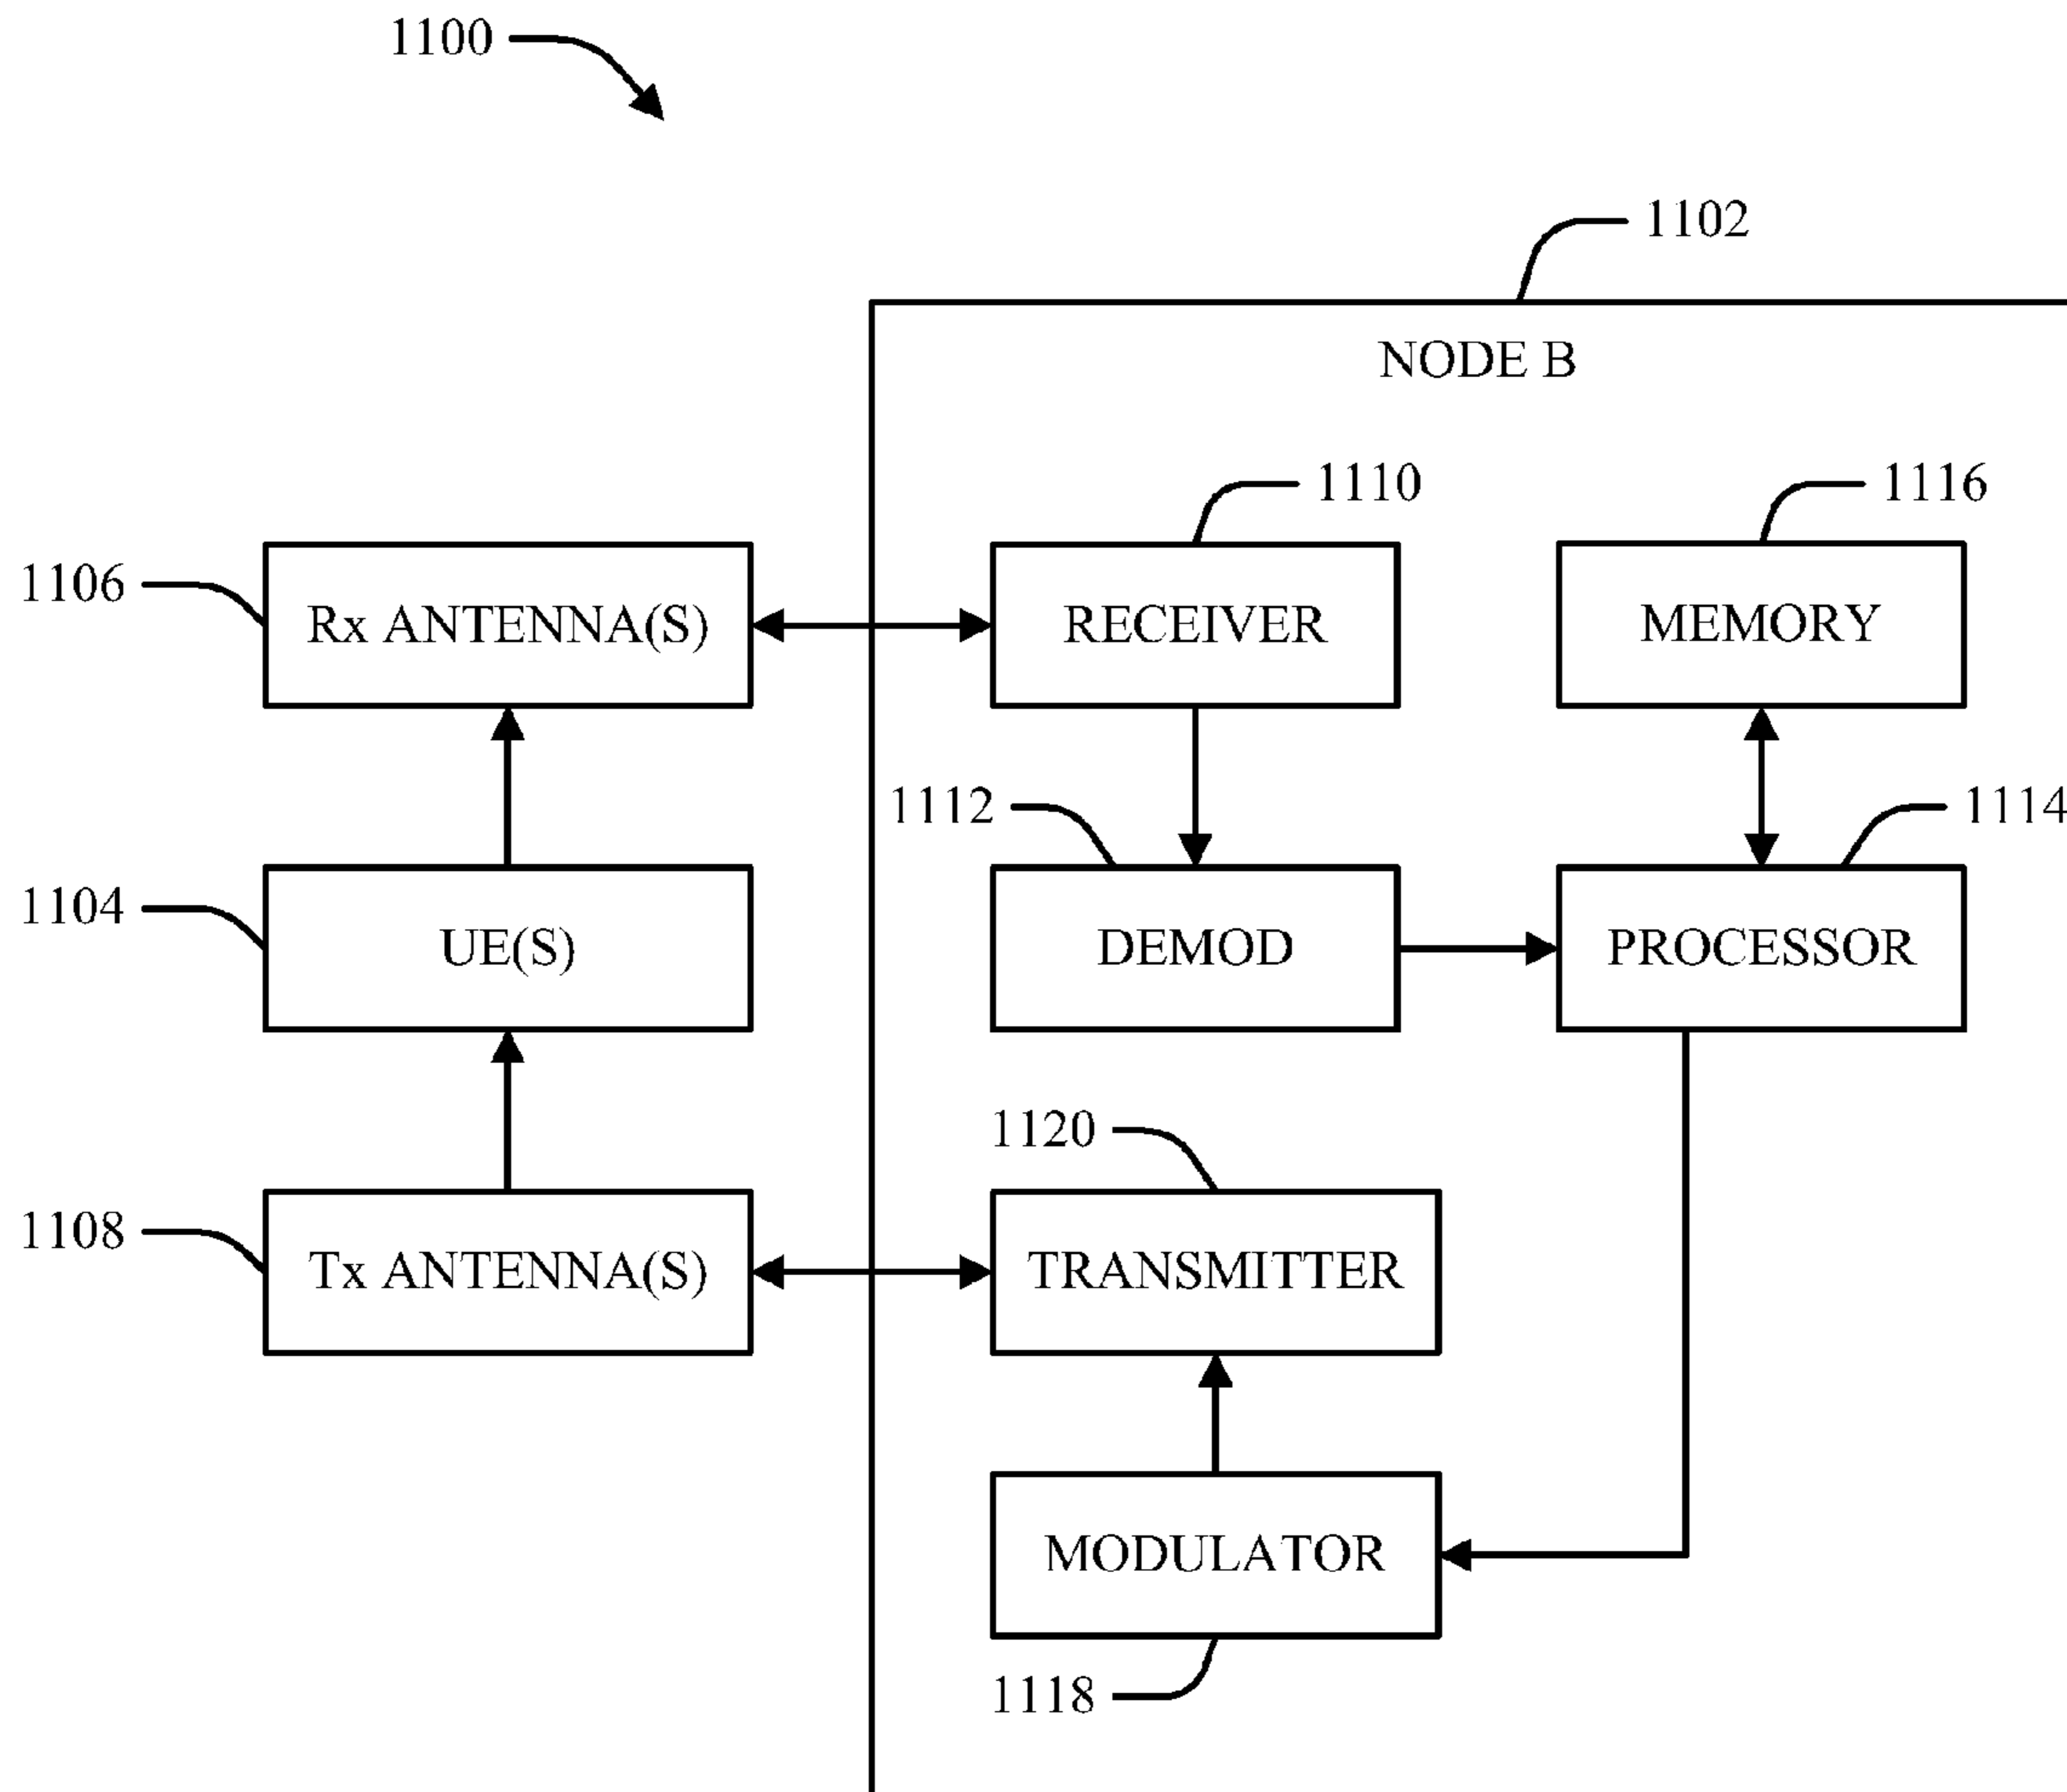 1100
1102
NODE B
1110
1116
1106
Rx ANTENNA(S)
RECEIVER
MEMORY
1112
1114
1104
UE(S)
DEMOD
PROCESSOR
1120
1108
Tx ANTENNA(S)
TRANSMITTER
MODULATOR
1118